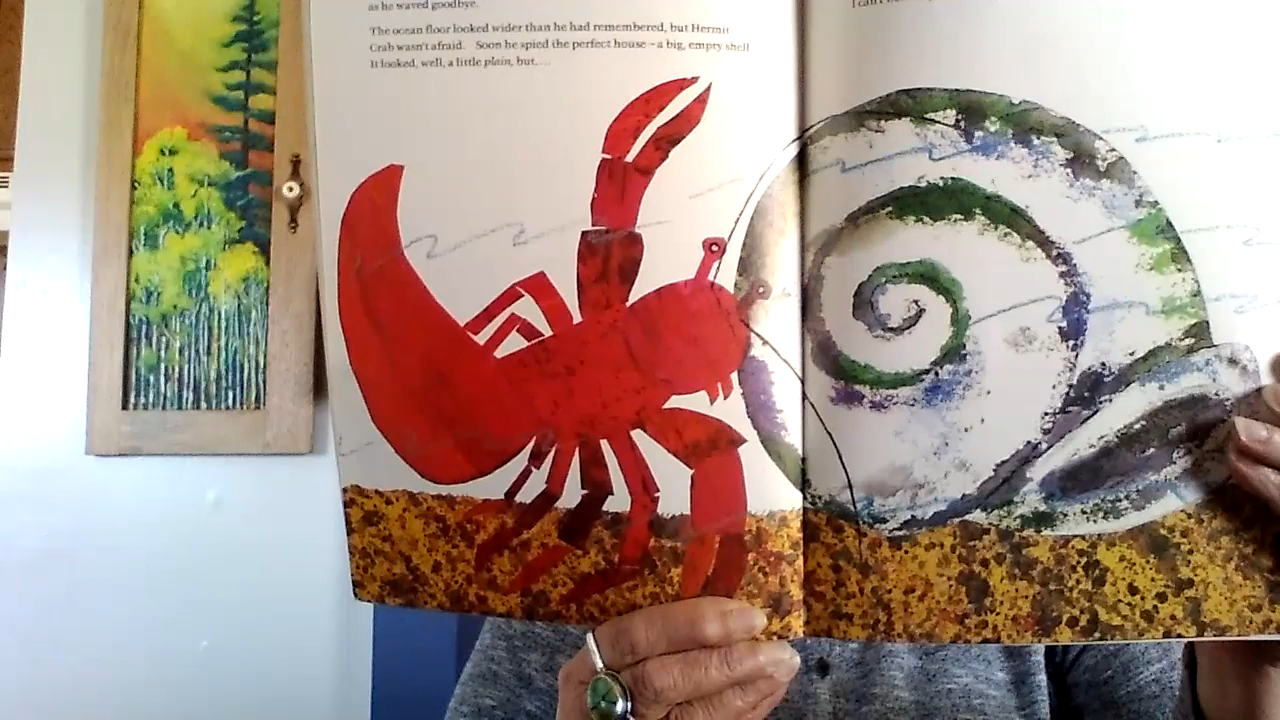 as he waved goodbye.
The ocean floor looked wider than he had remembered, but Hermit
Crab wasn't afraid. Soon he spied the perfect house – a big, empty shell
It looked, well, a little plain, but....
I can't